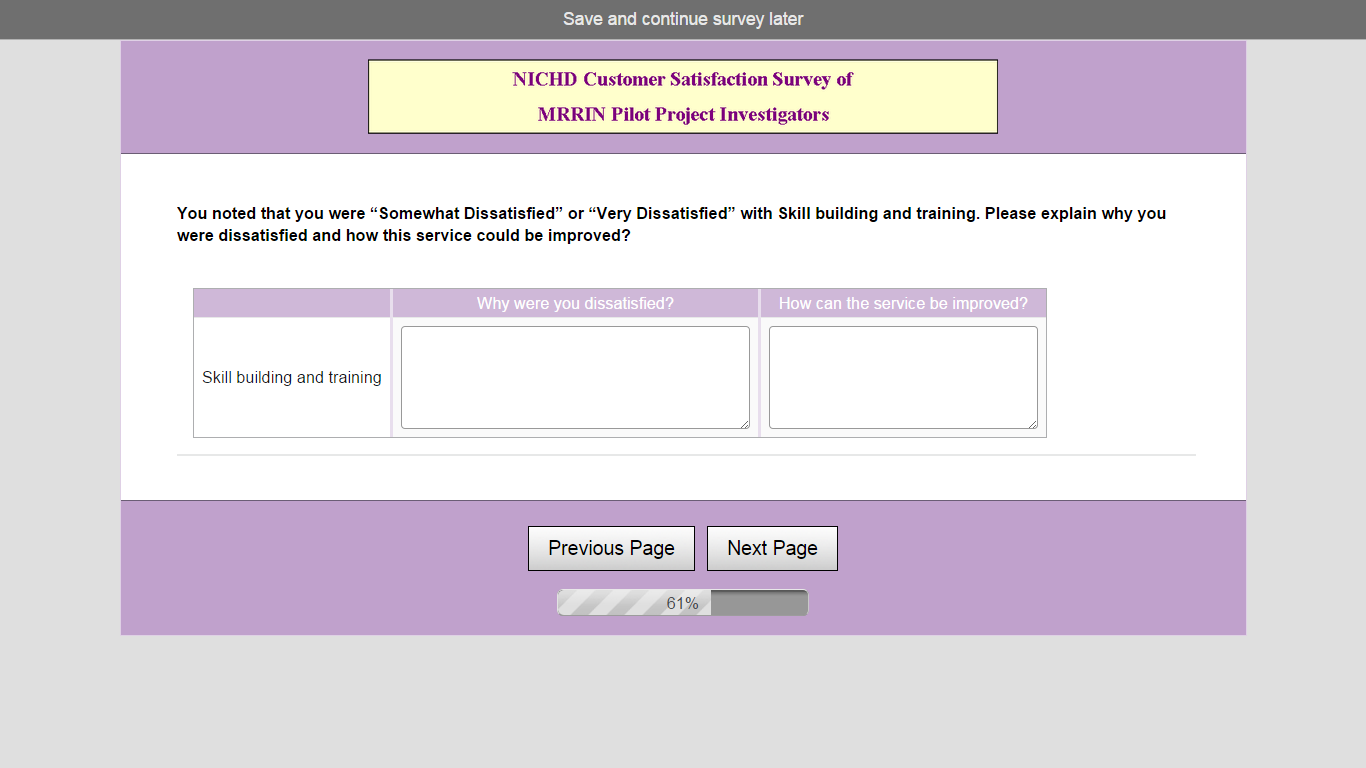 Save and continue survey later
NICHD Customer Satisfaction Survey of
MRRIN Pilot Project Investigators
You noted that you were “Somewhat Dissatisfied” or “Very Dissatisfied” with Skill building and training. Please explain why you
were dissatisfied and how this service could be improved?
Why were you dissatisfied? How can the service be improved?
Skill building and training
Previous Page Next Page
61%